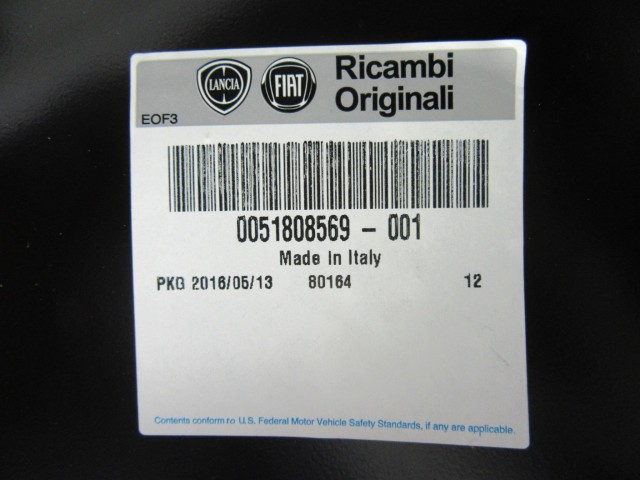 LANCIA FIAT Ricambi
Originali
EOF3
0051808569 - 001
Made in Italy
PKG 2016/05/13 80164 12
Contents conform to U.S. Federal Motor Vehicle Safety Standards, if any are applicable.